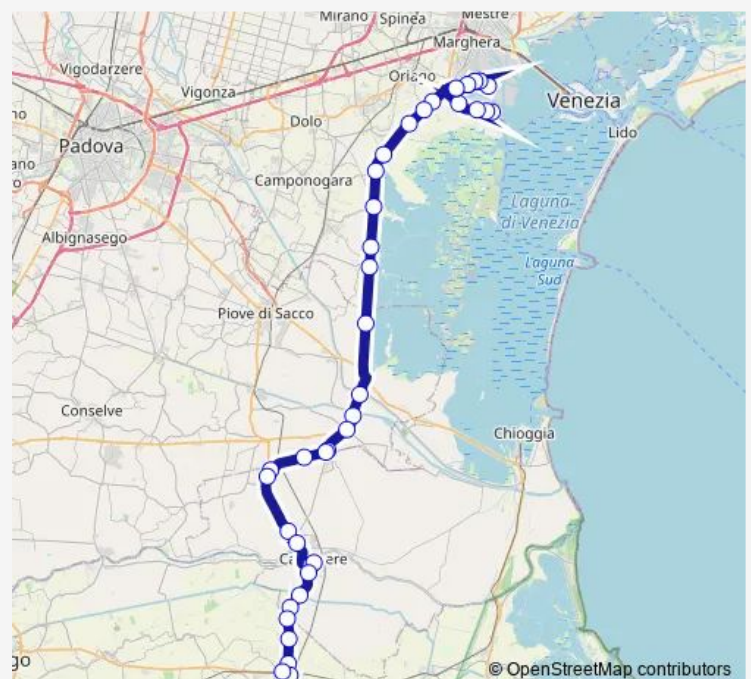 Mirano
Spinea
Mestre
Marghera
Vigodarzere
Oriago
Vigonza
Venezia
Dolo
Padova
Lido
Camponogara
Laguna
di Venezia
Albignasego
Laguna
Sud
Piove di Sacco
Conselve
Chioggia
© OpenStreetMap contributors